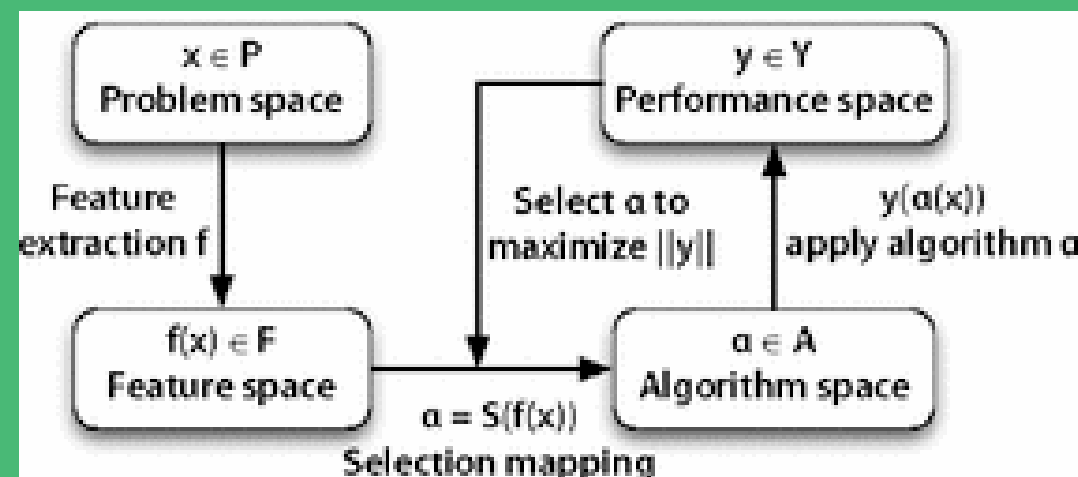 x ∈ P
Problem space
y ∈ Y
Performance space
Feature
extraction f
Select α to
maximize ||y||
y(α(x))
apply algorithm α
f(x) ∈ F
Feature space
α ∈ A
Algorithm space
α = S(f(x))
Selection mapping